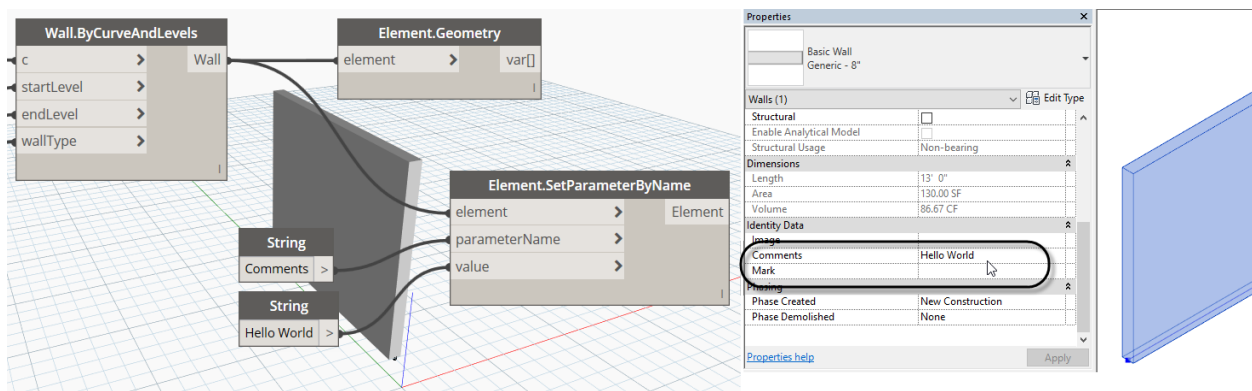 Wall.ByCurveAndLevels
c > Wall
startLevel >
endLevel >
wallType >
l
Element.Geometry
element > var[]
l
Element.SetParameterByName
element > Element
parameterName >
value >
l
String
Comments >
String
Hello World >
Properties
Basic Wall
Generic - 8"
Walls (1) Edit Type
Structural
Enable Analytical Model
Structural Usage Non-bearing
Dimensions
Length 13' 0"
Area 130.00 SF
Volume 86.67 CF
Identity Data
Image
Comments Hello World
Mark
Phasing
Phase Created New Construction
Phase Demolished None
Properties help Apply